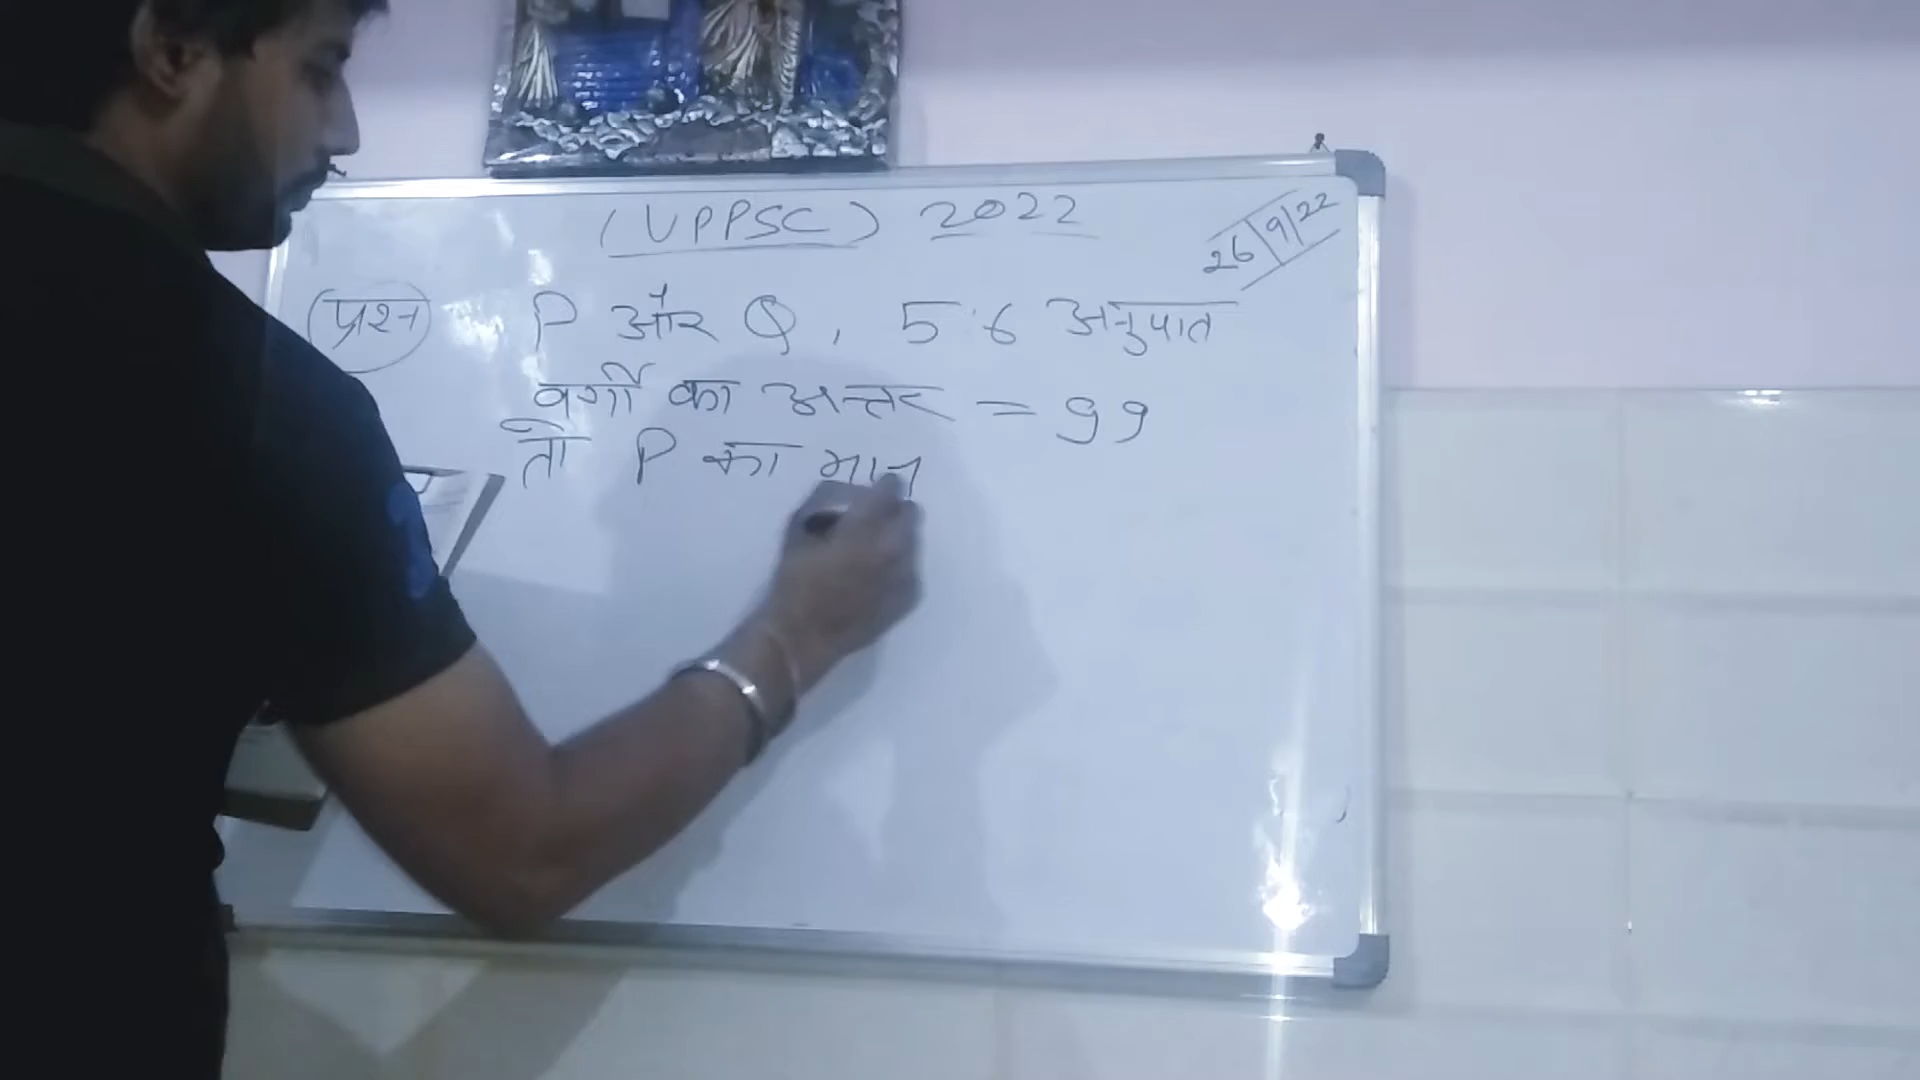 (UPPSC) 2022
26/9/22
प्रश्न P और Q, 5:6 अनुपात
वर्गों का अन्तर = 99
तो P का मान